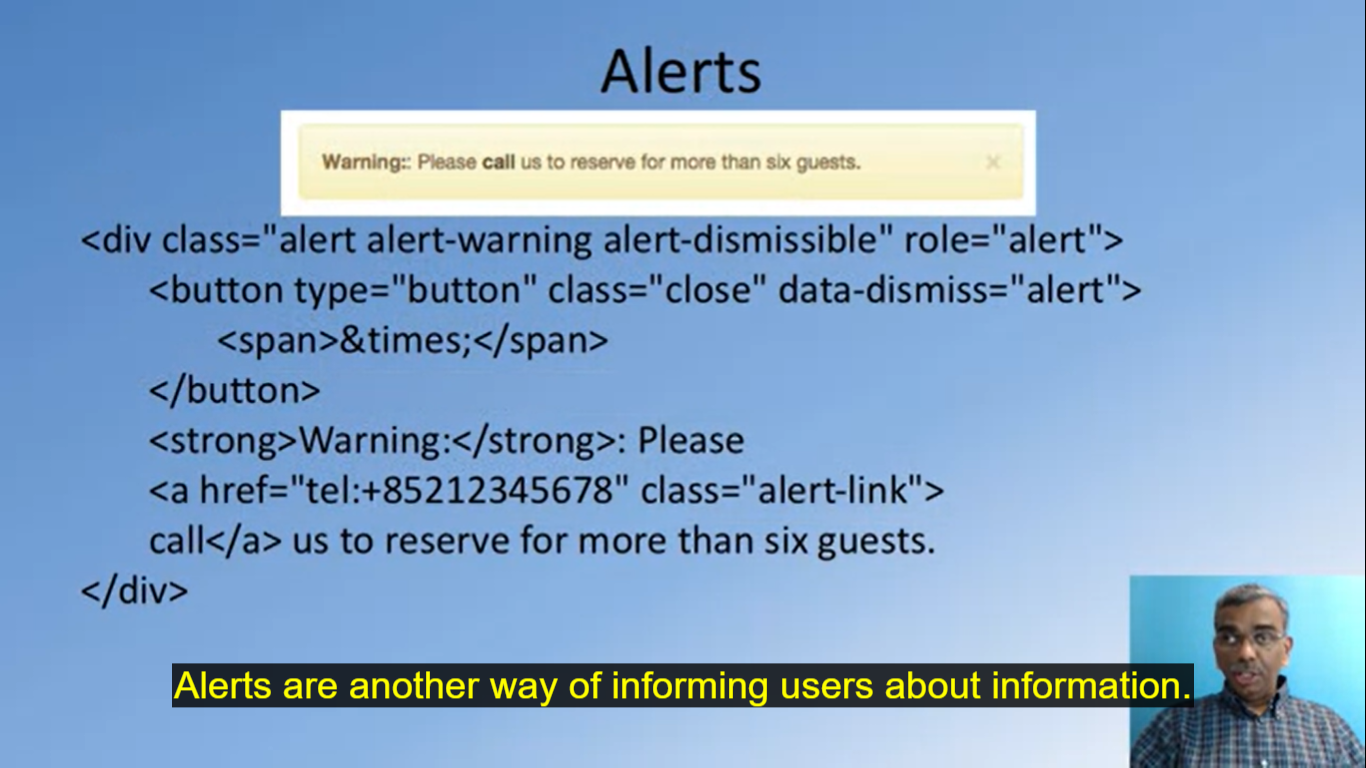 Alerts
Warning:: Please call us to reserve for more than six guests. ×
<div class="alert alert-warning alert-dismissible" role="alert">
<button type="button" class="close" data-dismiss="alert">
<span>&times;</span>
</button>
<strong>Warning:</strong>: Please
<a href="tel:+85212345678" class="alert-link">
call</a> us to reserve for more than six guests.
</div>
Alerts are another way of informing users about information.